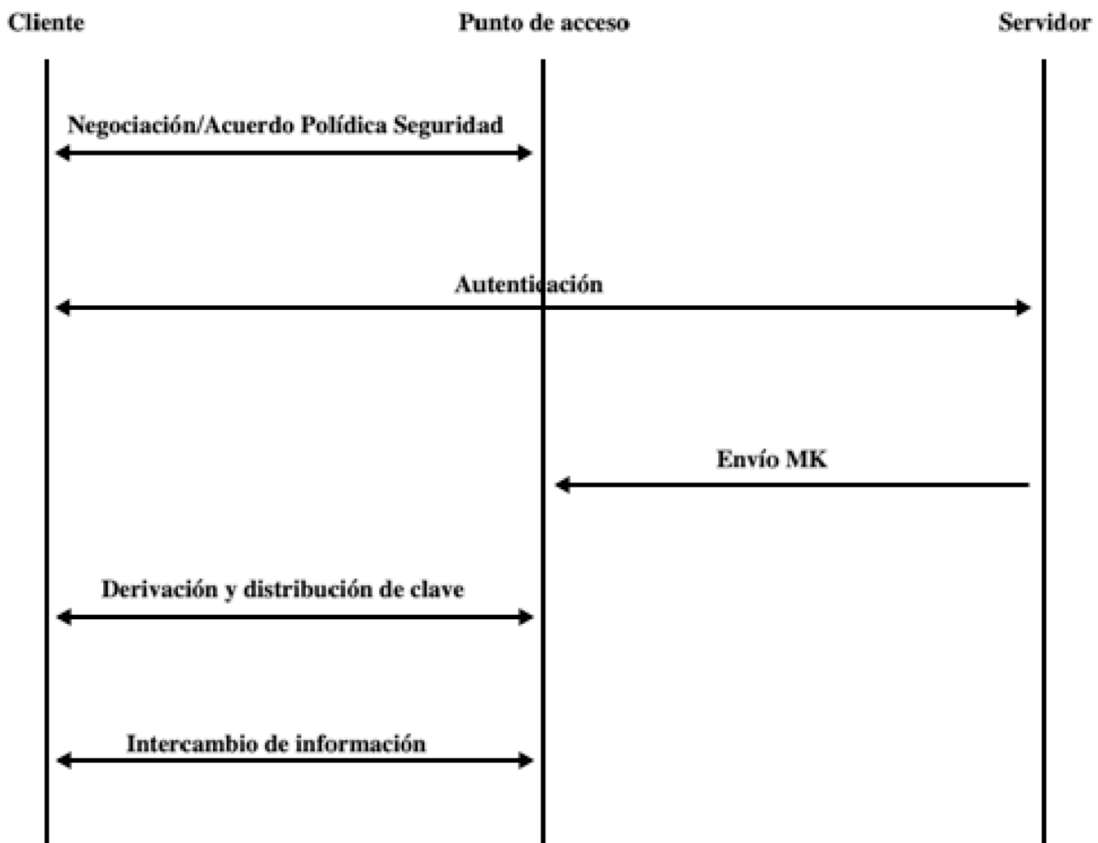 Cliente
Punto de acceso
Servidor
Negociación/Acuerdo Polídica Seguridad
Autenticación
Envío MK
Derivación y distribución de clave
Intercambio de información